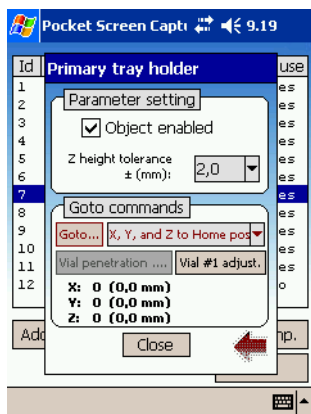 Pocket Screen Captu 9.19
Id Primary tray holder use
1 es
2 Parameter setting es
3 Object enabled es
4 es
5 Z height tolerance es
6 ± (mm): 2,0 es
7 es
8 Goto commands es
9 Goto... X, Y, and Z to Home pos es
10 Vial penetration .... Vial #1 adjust. es
11 es
12 X: 0 (0,0 mm) o
Y: 0 (0,0 mm)
Z: 0 (0,0 mm)
Add Close mp.